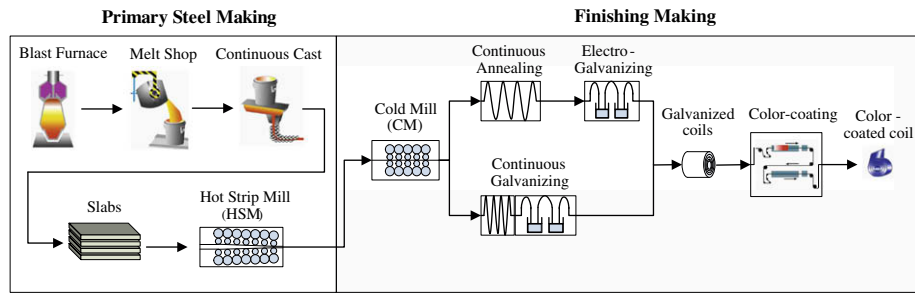 Primary Steel Making
Finishing Making
Blast Furnace
Melt Shop
Continuous Cast
Slabs
Hot Strip Mill
(HSM)
Cold Mill
(CM)
Continuous
Annealing
Electro-
Galvanizing
Continuous
Galvanizing
Galvanized
coils
Color-coating
Color -
coated coil